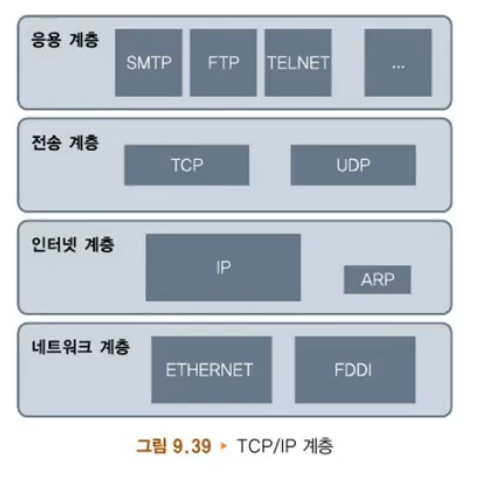 응용 계층
SMTP FTP TELNET ...
전송 계층
TCP UDP
인터넷 계층
IP ARP
네트워크 계층
ETHERNET FDDI
그림 9.39 ▸ TCP/IP 계층